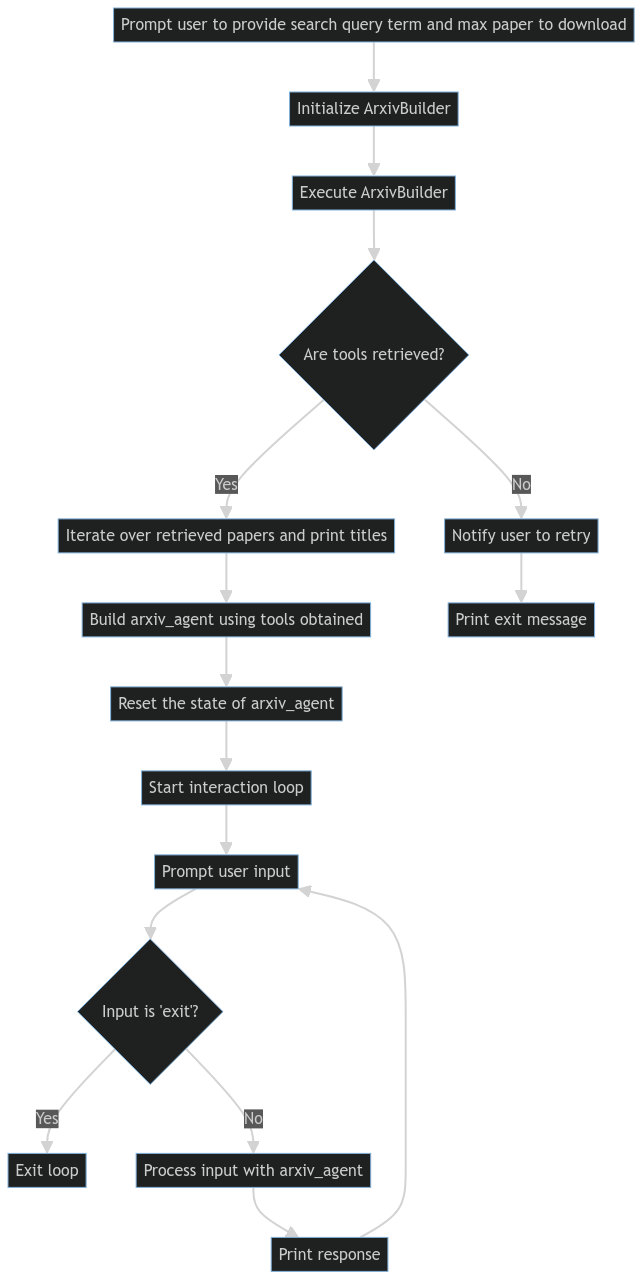 Prompt user to provide search query term and max paper to download
Initialize ArxivBuilder
Execute ArxivBuilder
Are tools retrieved?
Yes
No
Iterate over retrieved papers and print titles
Notify user to retry
Build arxiv_agent using tools obtained
Print exit message
Reset the state of arxiv_agent
Start interaction loop
Prompt user input
Input is 'exit'?
Yes
No
Exit loop
Process input with arxiv_agent
Print response